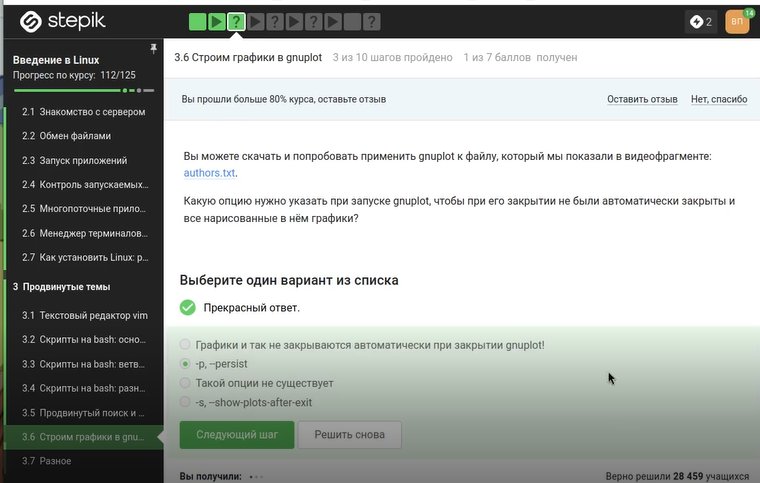 stepik
?
?
?
?
?
2
ВП
14
Введение в Linux
Прогресс по курсу: 112/125
2.1 Знакомство с сервером
2.2 Обмен файлами
2.3 Запуск приложений
2.4 Контроль запускаемых...
2.5 Многопоточные прило...
2.6 Менеджер терминалов...
2.7 Как установить Linux: р...
3 Продвинутые темы
3.1 Текстовый редактор vim
3.2 Скрипты на bash: осно...
3.3 Скрипты на bash: ветв...
3.4 Скрипты на bash: разн...
3.5 Продвинутый поиск и ...
3.6 Строим графики в gnu...
3.7 Разное
3.6 Строим графики в gnuplot 3 из 10 шагов пройдено 1 из 7 баллов получен
Вы прошли больше 80% курса, оставьте отзыв Оставить отзыв Нет, спасибо
Вы можете скачать и попробовать применить gnuplot к файлу, который мы показали в видеофрагменте:
authors.txt.
Какую опцию нужно указать при запуске gnuplot, чтобы при его закрытии не были автоматически закрыты и
все нарисованные в нём графики?
Выберите один вариант из списка
Прекрасный ответ.
Графики и так не закрываются автоматически при закрытии gnuplot!
-p, --persist
Такой опции не существует
-s, --show-plots-after-exit
Следующий шаг Решить снова
Вы получили: Верно решили 28 459 учащихся